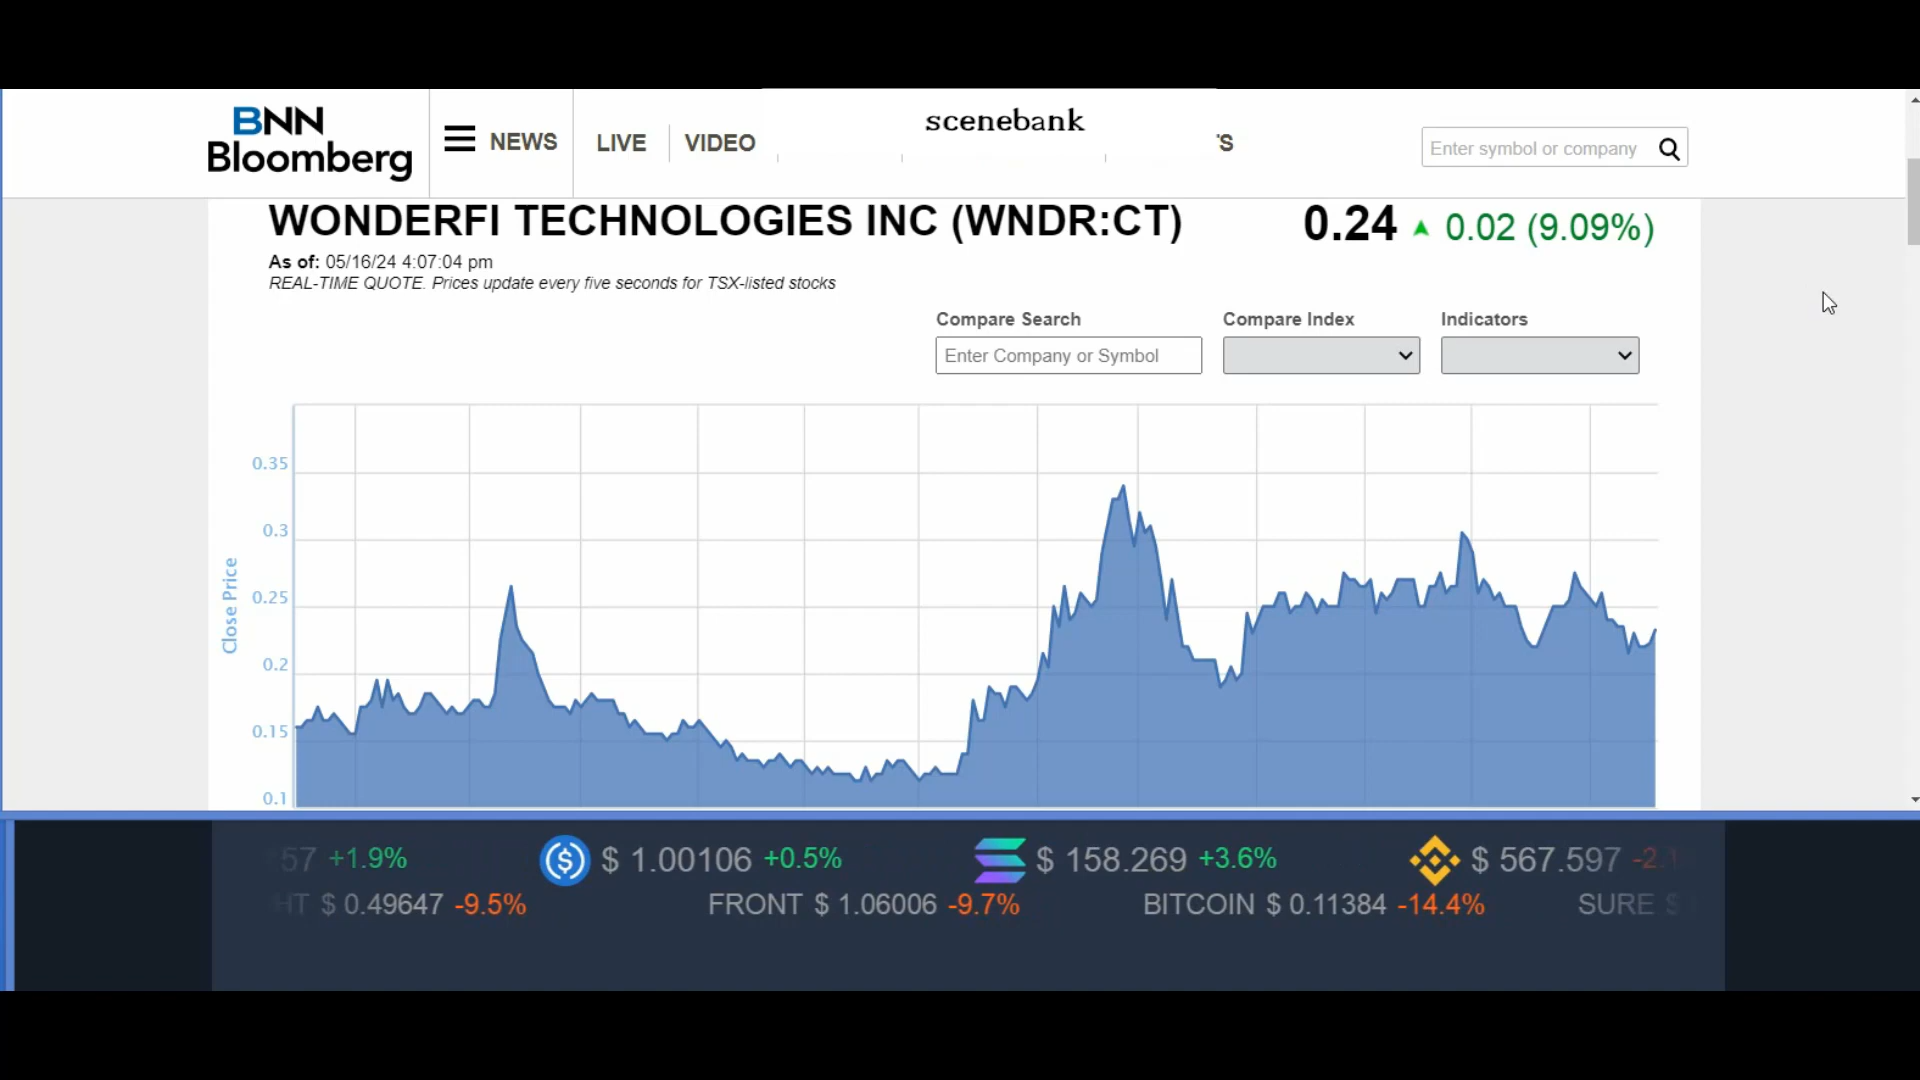 BNN
Bloomberg
NEWS
LIVE
VIDEO
scenebank
Enter symbol or company
WONDERFI TECHNOLOGIES INC (WNDR:CT)
0.24 0.02 (9.09%)
As of: 05/16/24 4:07:04 pm
REAL-TIME QUOTE. Prices update every five seconds for TSX-listed stocks
Compare Search
Compare Index
Indicators
Enter Company or Symbol
Close Price
0.35
0.3
0.25
0.2
0.15
0.1
57 +1.9%
$ 1.00106 +0.5%
$ 158.269 +3.6%
$ 567.597
HT $ 0.49647 -9.5%
FRONT $ 1.06006 -9.7%
BITCOIN $ 0.11384 -14.4%
SURE $